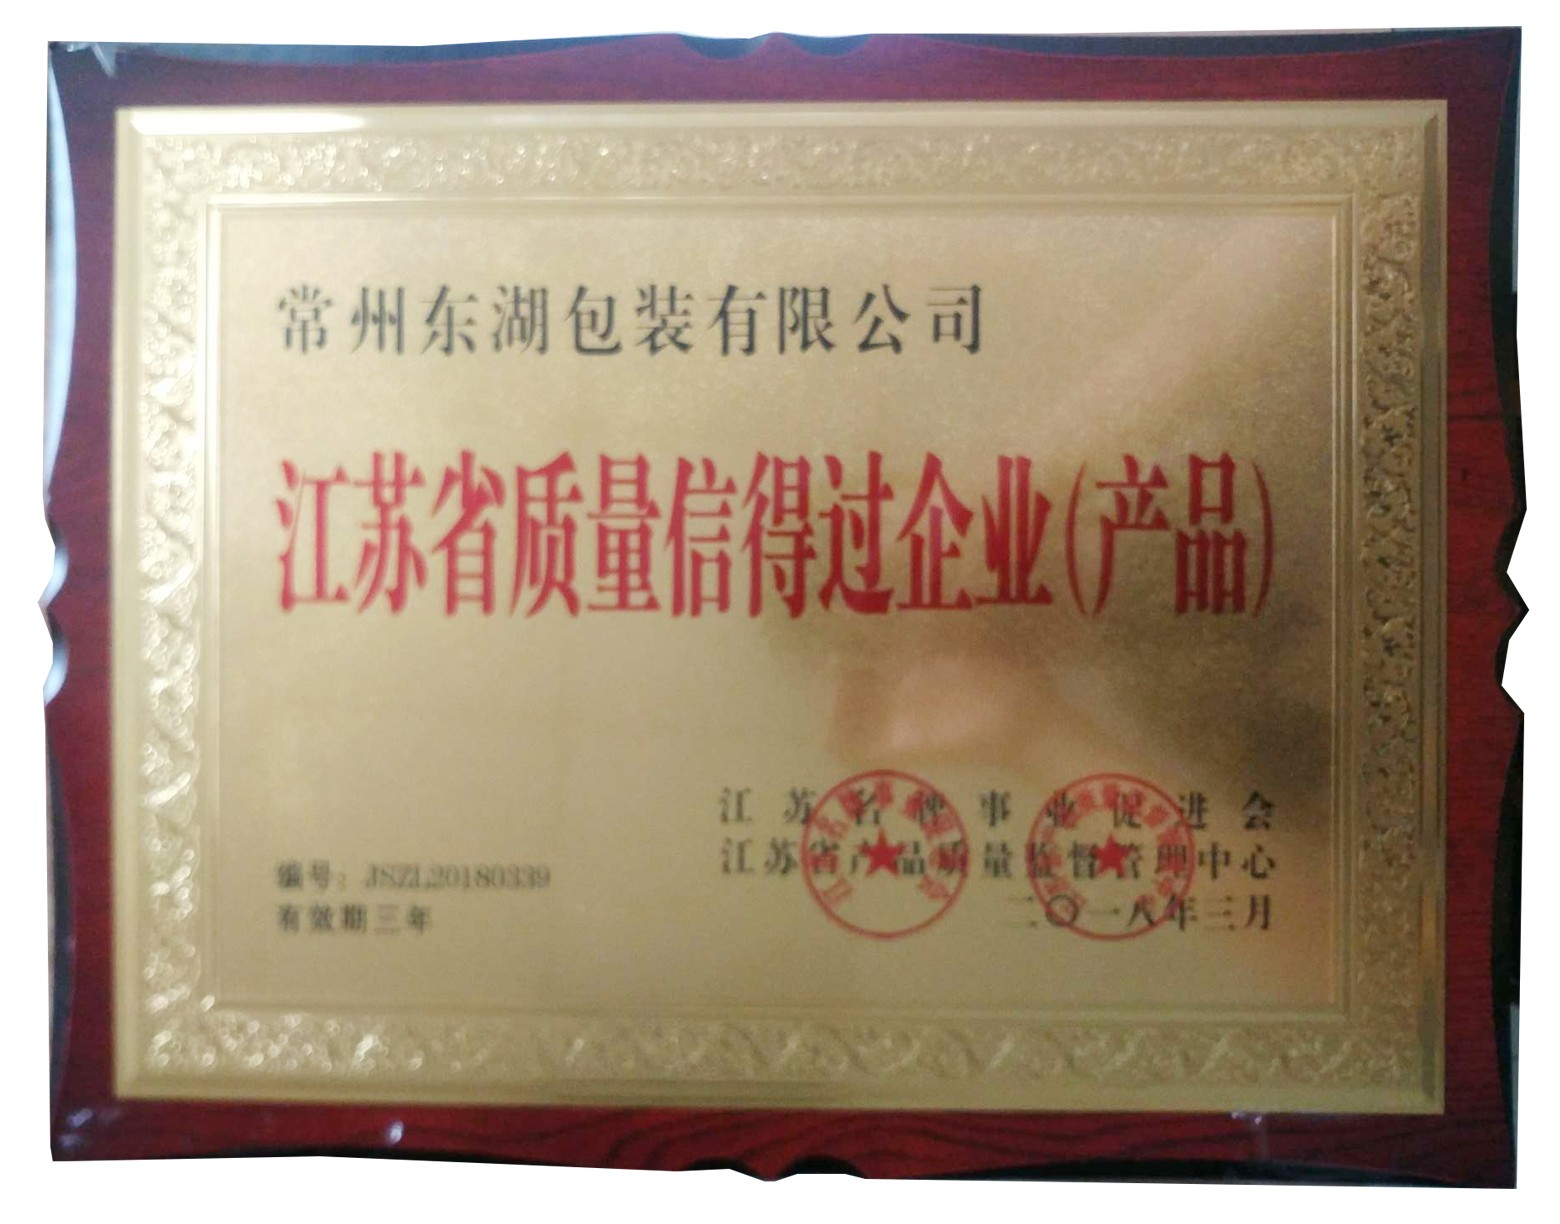 常州东湖包装有限公司
江苏省质量信得过企业(产品)
江苏名牌事业促进会
江苏省产品质量监督管理中心
编号：JSZL20180339
有效期三年
二〇一八年三月